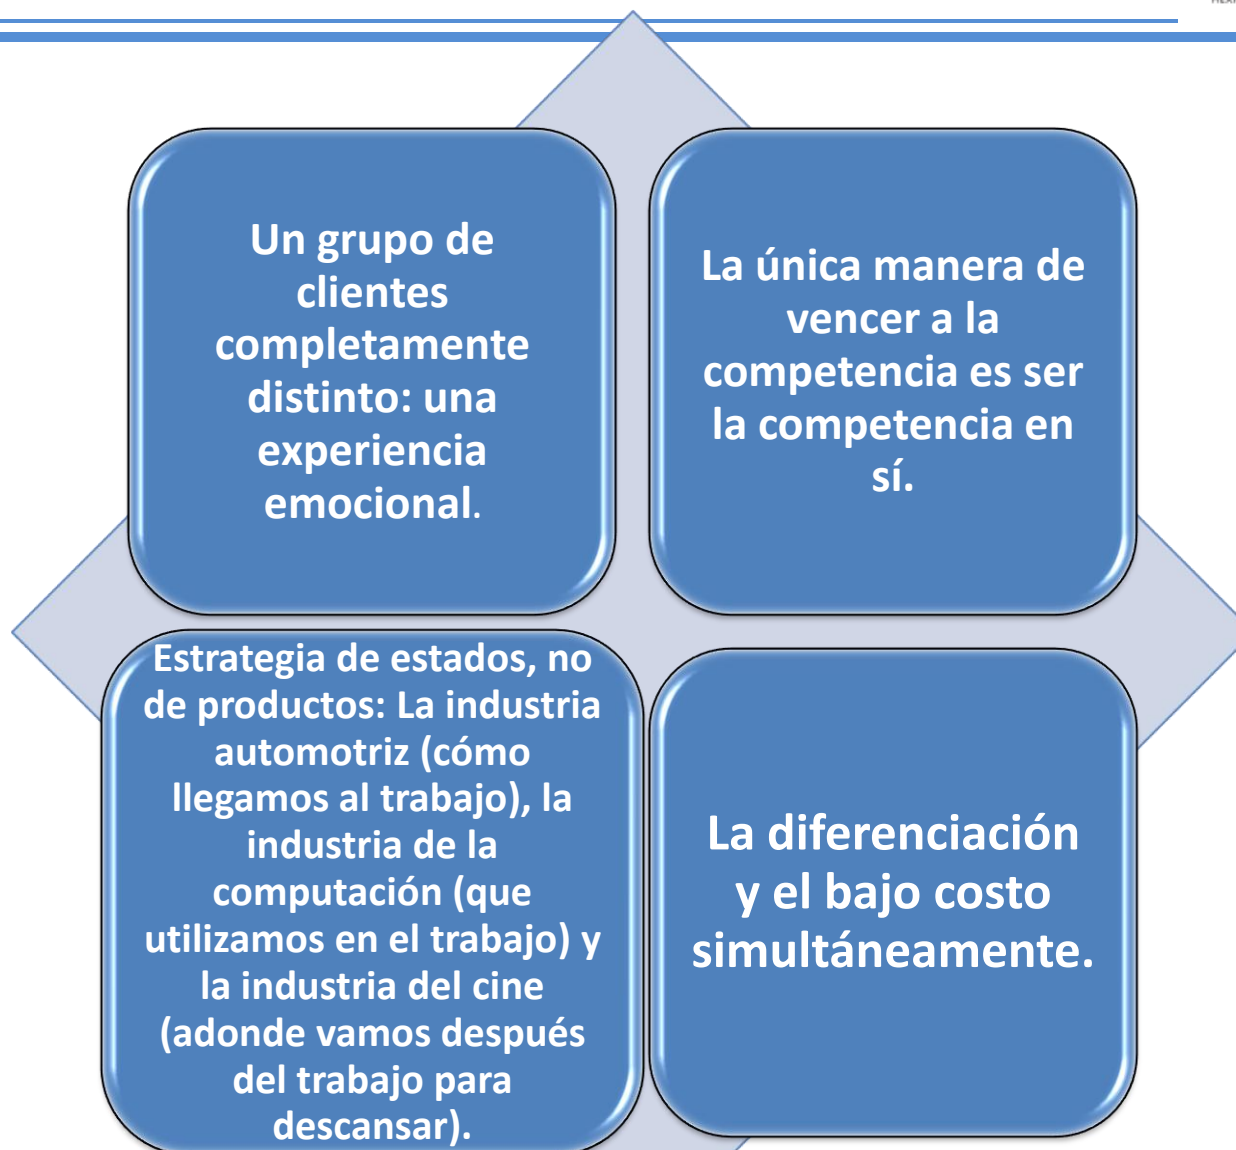 Un grupo de
clientes
completamente
distinto: una
experiencia
emocional.
La única manera de
vencer a la
competencia es ser
la competencia en
sí.
Estrategia de estados, no
de productos: La industria
automotriz (cómo
llegamos al trabajo), la
industria de la
computación (que
utilizamos en el trabajo) y
la industria del cine
(adonde vamos después
del trabajo para
descansar).
La diferenciación
y el bajo costo
simultáneamente.